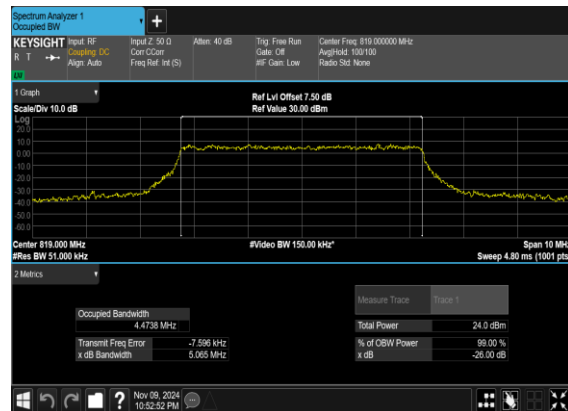 Spectrum Analyzer 1
Occupied BW
+
KEYSIGHT
R T
LU
Input: RF
Coupling: DC
Align: Auto
Input Z: 50 Ω
Corr CCorr
Freq Ref: Int (S)
Atten: 40 dB
Trig: Free Run
Gate: Off
#IF Gain: Low
Center Freq: 819.000000 MHz
Avg|Hold: 100/100
Radio Std: None
1 Graph
Scale/Div 10.0 dB
Ref Lvl Offset 7.50 dB
Ref Value 30.00 dBm
Log
20.0
10.0
0.00
-10.0
-20.0
-30.0
-40.0
-50.0
-60.0
Center 819.000 MHz
#Res BW 51.000 kHz
#Video BW 150.00 kHz*
Span 10 MHz
Sweep 4.80 ms (1001 pts
2 Metrics
Measure Trace Trace 1
Occupied Bandwidth
4.4738 MHz
Total Power 24.0 dBm
Transmit Freq Error -7.596 kHz
% of OBW Power 99.00 %
x dB Bandwidth 5.065 MHz
x dB -26.00 dB
?
Nov 09, 2024
10:52:52 PM